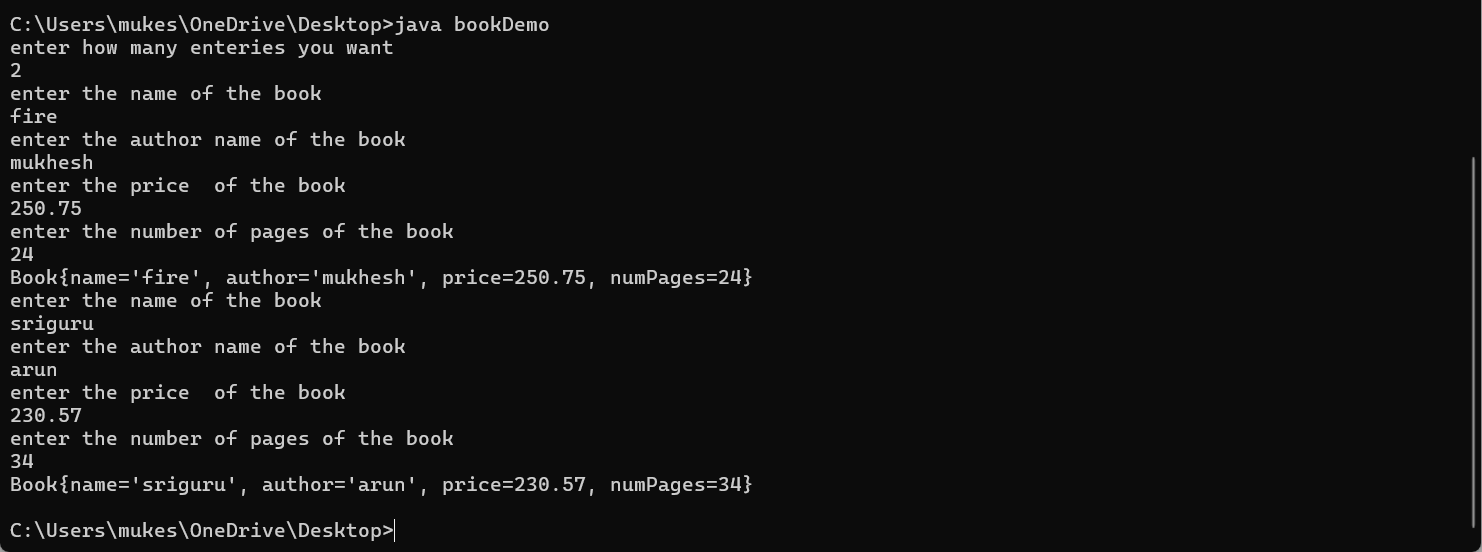 C:\Users\mukes\OneDrive\Desktop>java bookDemo
enter how many enteries you want
2
enter the name of the book
fire
enter the author name of the book
mukhesh
enter the price  of the book
250.75
enter the number of pages of the book
24
Book{name='fire', author='mukhesh', price=250.75, numPages=24}
enter the name of the book
sriguru
enter the author name of the book
arun
enter the price  of the book
230.57
enter the number of pages of the book
34
Book{name='sriguru', author='arun', price=230.57, numPages=34}
C:\Users\mukes\OneDrive\Desktop>